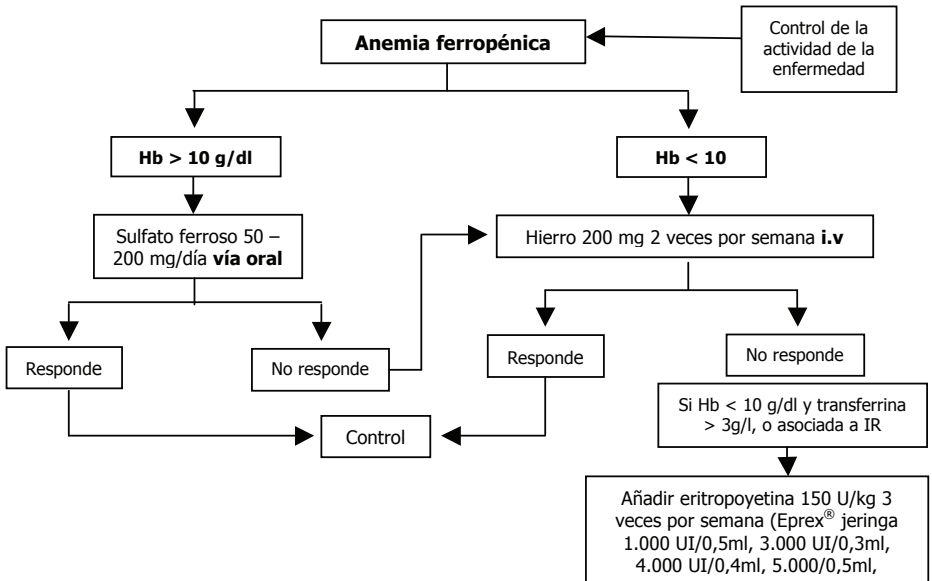 Anemia ferropénica
Control de la
actividad de la
enfermedad
Hb > 10 g/dl
Hb < 10
Sulfato ferroso 50 –
200 mg/día vía oral
Hierro 200 mg 2 veces por semana i.v
Responde
No responde
Responde
No responde
Control
Si Hb < 10 g/dl y transferrina
> 3g/l, o asociada a IR
Añadir eritropoyetina 150 U/kg 3
veces por semana (Eprex® jeringa
1.000 UI/0,5ml, 3.000 UI/0,3ml,
4.000 UI/0,4ml, 5.000/0,5ml,